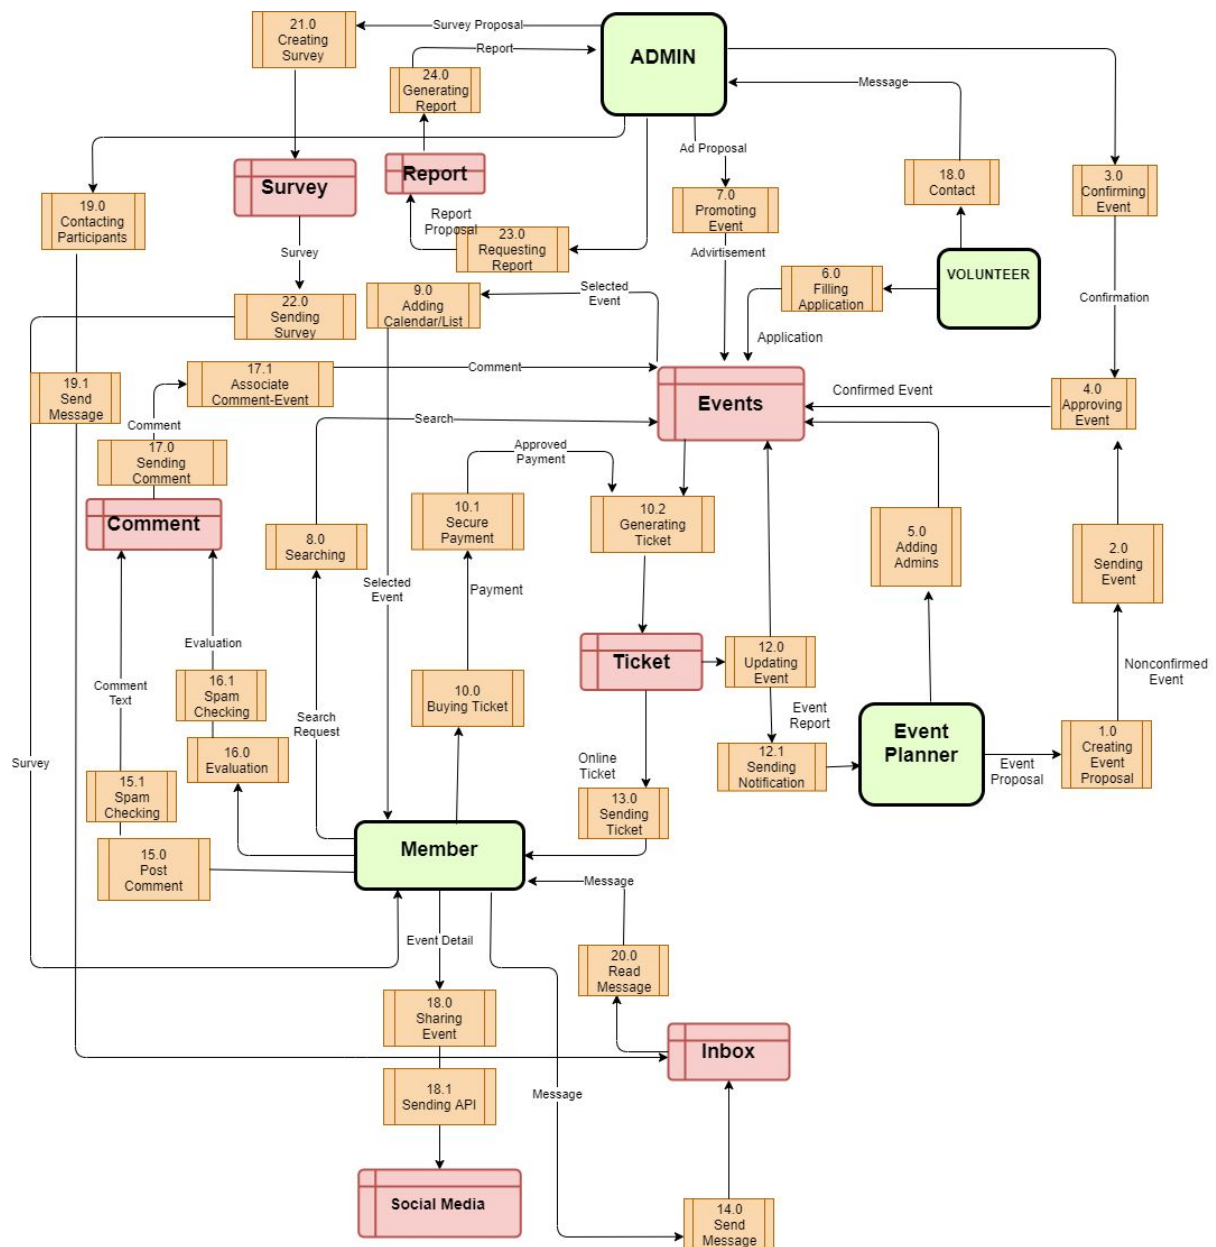 21.0
Creating
Survey
Survey Proposal
Report
ADMIN
24.0
Generating
Report
Message
Ad Proposal
Survey
Report
19.0
Contacting
Participants
7.0
Promoting
Event
18.0
Contact
3.0
Confirming
Event
Report
Proposal
23.0
Requesting
Report
Survey
Advirtisement
VOLUNTEER
6.0
Filling
Application
9.0
Adding
Calendar/List
Selected
Event
22.0
Sending
Survey
Confirmation
Application
17.1
Associate
Comment-Event
Comment
19.1
Send
Message
Events
Confirmed Event
4.0
Approving
Event
Comment
Search
17.0
Sending
Comment
Approved
Payment
Comment
10.1
Secure
Payment
10.2
Generating
Ticket
8.0
Searching
5.0
Adding
Admins
2.0
Sending
Event
Selected
Event
Payment
Evaluation
Ticket
12.0
Updating
Event
Nonconfirmed
Event
Comment
Text
16.1
Spam
Checking
10.0
Buying Ticket
Search
Request
Event
Report
Event
Planner
1.0
Creating
Event
Proposal
Survey
16.0
Evaluation
12.1
Sending
Notification
Event
Proposal
Online
Ticket
15.1
Spam
Checking
13.0
Sending
Ticket
Member
15.0
Post
Comment
Message
Event Detail
20.0
Read
Message
18.0
Sharing
Event
Inbox
18.1
Sending API
Message
Social Media
14.0
Send
Message